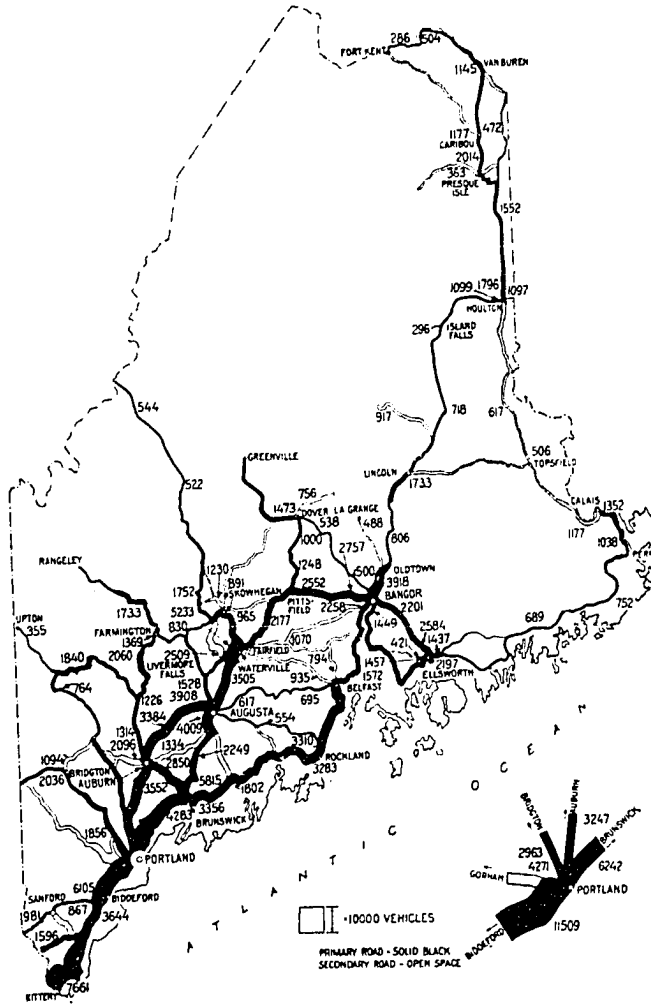 286
504
FORT KENT
VAN BUREN
1145
472
1177
CARIBOU
2014
363
PRESQUE
ISLE
1552
1099
1796
1097
HOULTON
296
ISLAND
FALLS
544
917
718
617
506
TOPSFIELD
GREENVILLE
LINCOLN
1733
522
756
CALAIS
1352
1473
DOVER
LA GRANGE
538
488
1177
1038
1000
2757
806
RANGELEY
1230
1248
500
OLDTOWN
891
2552
3918
1752
SKOWHEGAN
BANGOR
UPTON
355
1733
5233
965
PITTS-
FIELD
2258
2201
752
830
2177
1449
2584
689
FARMINGTON
1369
421
1437
2060
2509
1070
FAIRFIELD
1840
LIVERMORE
FALLS
WATERVILLE
794
1457
2197
ELLSWORTH
764
1528
3505
935
1572
BELFAST
1226
3908
617
695
3384
AUGUSTA
554
1314
4009
3310
2096
1334
2249
ROCKLAND
1094
BRIDGTON
2850
3283
2036
AUBURN
3552
5815
1802
4283
3356
BRUNSWICK
1856
PORTLAND
6105
SANFORD
BIDDEFORD
1981
867
3644
1596
7661
KITTERY
ATLANTIC OCEAN
BRIDGTON
AUBURN
3247
BRUNSWICK
2963
4271
6242
GORHAM
PORTLAND
BIDDEFORD
11509
=10000 VEHICLES
PRIMARY ROAD - SOLID BLACK
SECONDARY ROAD - OPEN SPACE